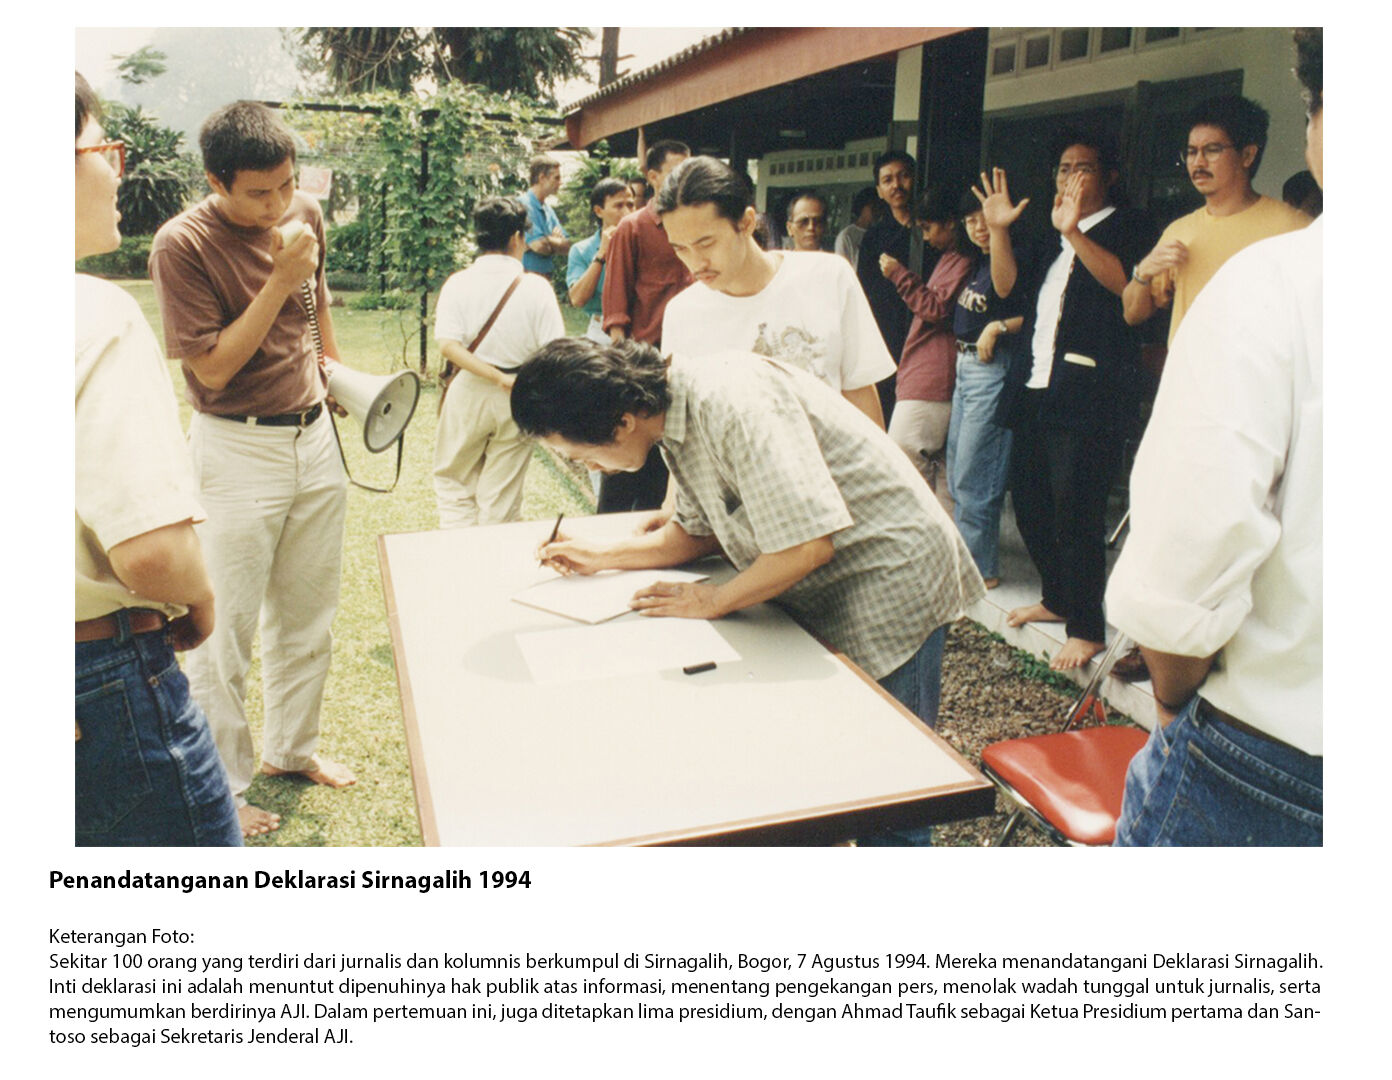 Penandatanganan Deklarasi Sirnagalih 1994
Keterangan Foto:
Sekitar 100 orang yang terdiri dari jurnalis dan kolumnis berkumpul di Sirnagalih, Bogor, 7 Agustus 1994. Mereka menandatangani Deklarasi Sirnagalih.
Inti deklarasi ini adalah menuntut dipenuhinya hak publik atas informasi, menentang pengekangan pers, menolak wadah tunggal untuk jurnalis, serta
mengumumkan berdirinya AJI. Dalam pertemuan ini, juga ditetapkan lima presidium, dengan Ahmad Taufik sebagai Ketua Presidium pertama dan San-
toso sebagai Sekretaris Jenderal AJI.